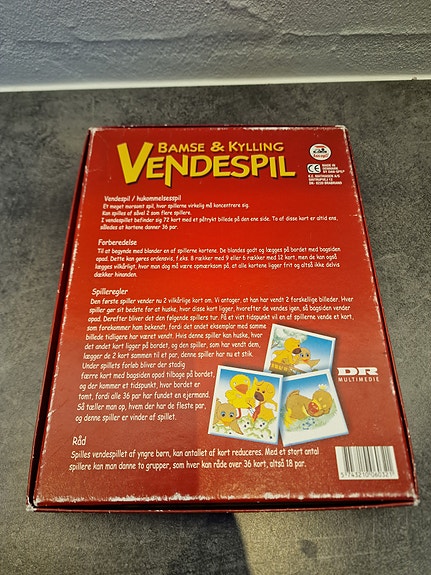 BAMSE & KYLLING
VENDESPIL
CE
MADE IN
DENMARK
BY DAN-SPIL®
DK - 8220 BRABRAND
Vendespil / hukommelsesspil
Et meget morsomt spil, hvor spillerne virkelig må koncentrere sig.
Kan spilles af såvel 2 som flere spillere.
I vendespillet befinder sig 72 kort med et påtrykt billede på den ene side. To af disse kort er altid ens,
således at kortene danner 36 par.
Forberedelse
Til at begynde med blander en af spillerne kortene. De blandes godt og lægges på bordet med bagsiden
opad. Dette kan gøres ordensvis, f.eks. 8 rækker med 9 eller 6 rækker med 12 kort, men de kan også
lægges vilkårligt, hvor man dog må være opmærksom på, at alle kortene ligger frit og altså ikke delvis
dækker hinanden.
Spilleregler
Den første spiller vender nu 2 vilkårlige kort om. Vi antager, at han har vendt 2 forskellige billeder. Hver
spiller gør sit bedste for at huske, hvor disse kort ligger, hvorefter de vendes igen, så bagsiden vender
opad. Derefter bliver det den følgende spillers tur. På et vist tidspunkt vil en af spillerne vende et kort,
som forekommer ham bekendt, fordi det andet eksemplar med samme
billede tidligere har været vendt. Hvis denne spiller kan huske, hvor
det andet kort ligger på bordet, og den spiller, som har vendt dem,
lægger de 2 kort sammen til et par, denne spiller har nu et stik.
Under spillets forløb bliver der stadig
færre kort med bagsiden opad tilbage på bordet,
og der kommer et tidspunkt, hvor bordet er
tomt, fordi alle 36 par har fundet en ejermand.
Så tæller man op, hvem der har de fleste par,
og denne spiller er vinder af spillet.
DR
MULTIMEDIE
Råd
Spilles vendespillet af yngre børn, kan antallet af kort reduceres. Med et stort antal
spillere kan man danne to grupper, som hver kan råde over 36 kort, altså 18 par.